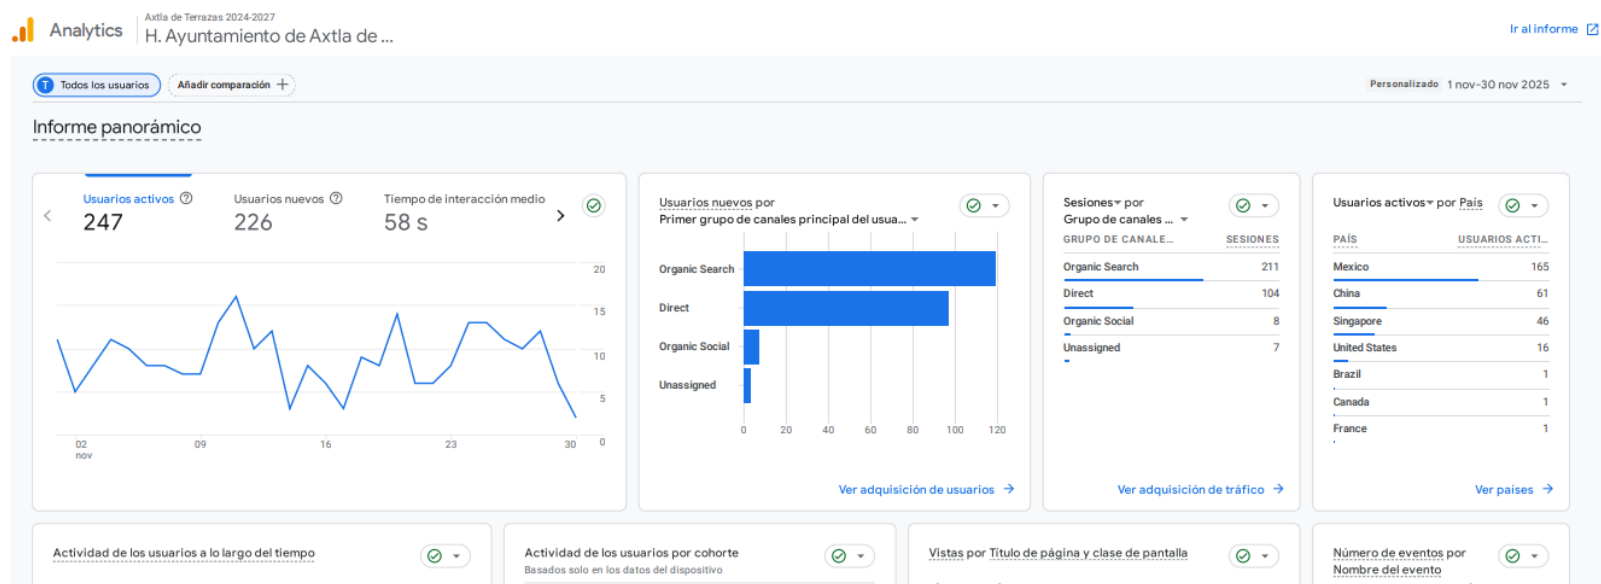 Analytics
Axtla de Terrazas 2024-2027
H. Ayuntamiento de Axtla de ...
Ir al informe
T Todos los usuarios
Añadir comparación +
Personalizado 1 nov-30 nov 2025
Informe panorámico
Usuarios activos
247
Usuarios nuevos
226
Tiempo de interacción medio
58 s
20
15
10
5
0
02
nov
09
16
23
30
Usuarios nuevos por
Primer grupo de canales principal del usua...
Organic Search
Direct
Organic Social
Unassigned
0 20 40 60 80 100 120
Ver adquisición de usuarios
Sesiones por
Grupo de canales ...
GRUPO DE CANALE... SESIONES
Organic Search 211
Direct 104
Organic Social 8
Unassigned 7
Ver adquisición de tráfico
Usuarios activos por País
PAÍS USUARIOS ACTI...
Mexico 165
China 61
Singapore 46
United States 16
Brazil 1
Canada 1
France 1
Ver países
Actividad de los usuarios a lo largo del tiempo
Actividad de los usuarios por cohorte
Basados solo en los datos del dispositivo
Vistas por Título de página y clase de pantalla
Número de eventos por
Nombre del evento